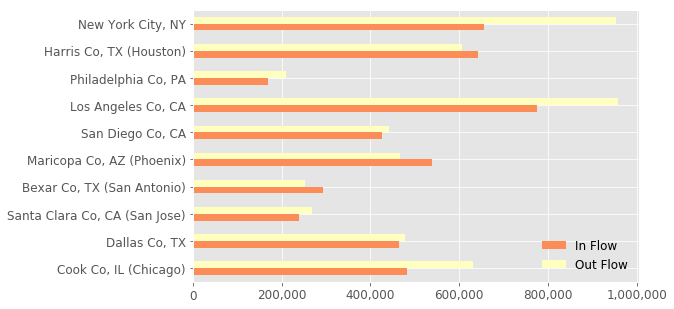 New York City, NY
Harris Co, TX (Houston)
Philadelphia Co, PA
Los Angeles Co, CA
San Diego Co, CA
Maricopa Co, AZ (Phoenix)
Bexar Co, TX (San Antonio)
Santa Clara Co, CA (San Jose)
Dallas Co, TX
Cook Co, IL (Chicago)
In Flow
Out Flow
0 200,000 400,000 600,000 800,000 1,000,000